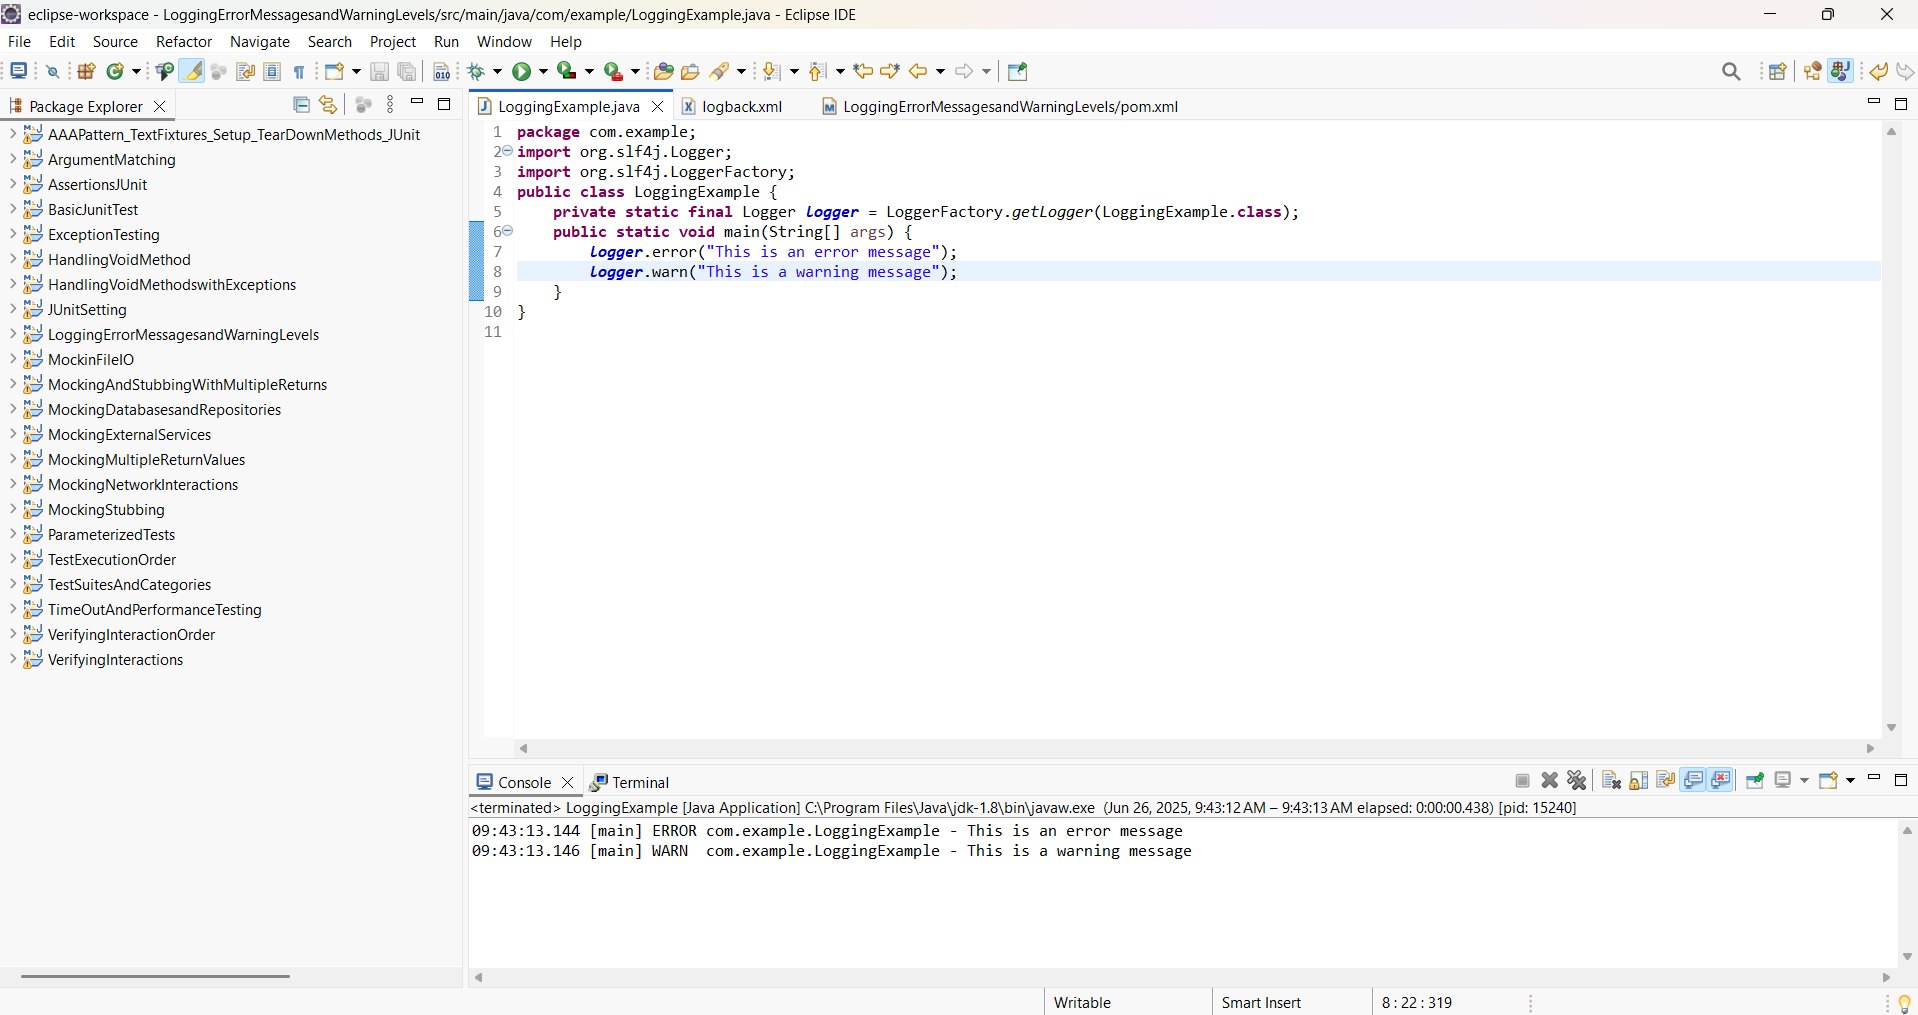 eclipse-workspace - LoggingErrorMessagesandWarningLevels/src/main/java/com/example/LoggingExample.java - Eclipse IDE
File Edit Source Refactor Navigate Search Project Run Window Help
Package Explorer
AAAPattern_TextFixtures_Setup_TearDownMethods_JUnit
ArgumentMatching
AssertionsJUnit
BasicJunitTest
ExceptionTesting
HandlingVoidMethod
HandlingVoidMethodswithExceptions
JUnitSetting
LoggingErrorMessagesandWarningLevels
MockinFileIO
MockingAndStubbingWithMultipleReturns
MockingDatabasesandRepositories
MockingExternalServices
MockingMultipleReturnValues
MockingNetworkInteractions
MockingStubbing
ParameterizedTests
TestExecutionOrder
TestSuitesAndCategories
TimeOutAndPerformanceTesting
VerifyingInteractionOrder
VerifyingInteractions
LoggingExample.java logback.xml LoggingErrorMessagesandWarningLevels/pom.xml
1 package com.example;
2 import org.slf4j.Logger;
3 import org.slf4j.LoggerFactory;
4 public class LoggingExample {
5 private static final Logger logger = LoggerFactory.getLogger(LoggingExample.class);
6 public static void main(String[] args) {
7 logger.error("This is an error message");
8 logger.warn("This is a warning message");
9 }
10 }
11
Console Terminal
<terminated> LoggingExample [Java Application] C:\Program Files\Java\jdk-1.8\bin\javaw.exe (Jun 26, 2025, 9:43:12 AM – 9:43:13 AM elapsed: 0:00:00.438) [pid: 15240]
09:43:13.144 [main] ERROR com.example.LoggingExample - This is an error message
09:43:13.146 [main] WARN  com.example.LoggingExample - This is a warning message
Writable Smart Insert 8 : 22 : 319